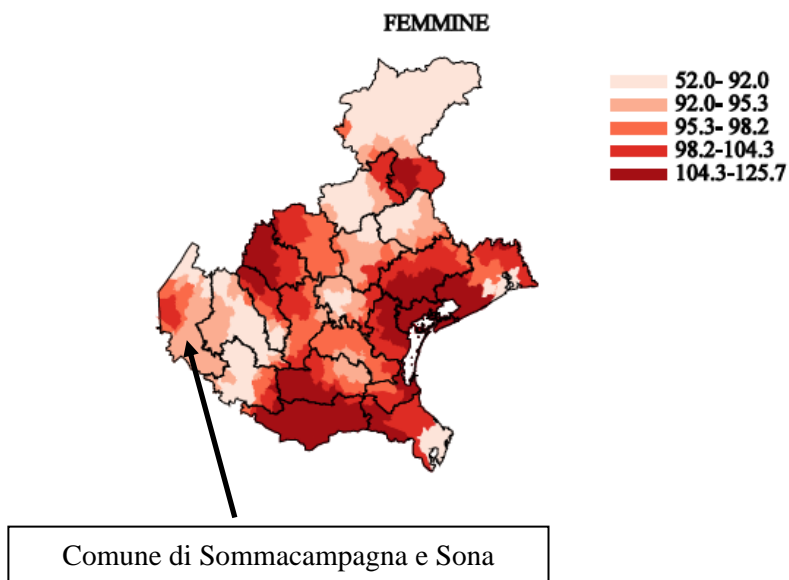 FEMMINE
52.0- 92.0
92.0- 95.3
95.3- 98.2
98.2-104.3
104.3-125.7
Comune di Sommacampagna e Sona